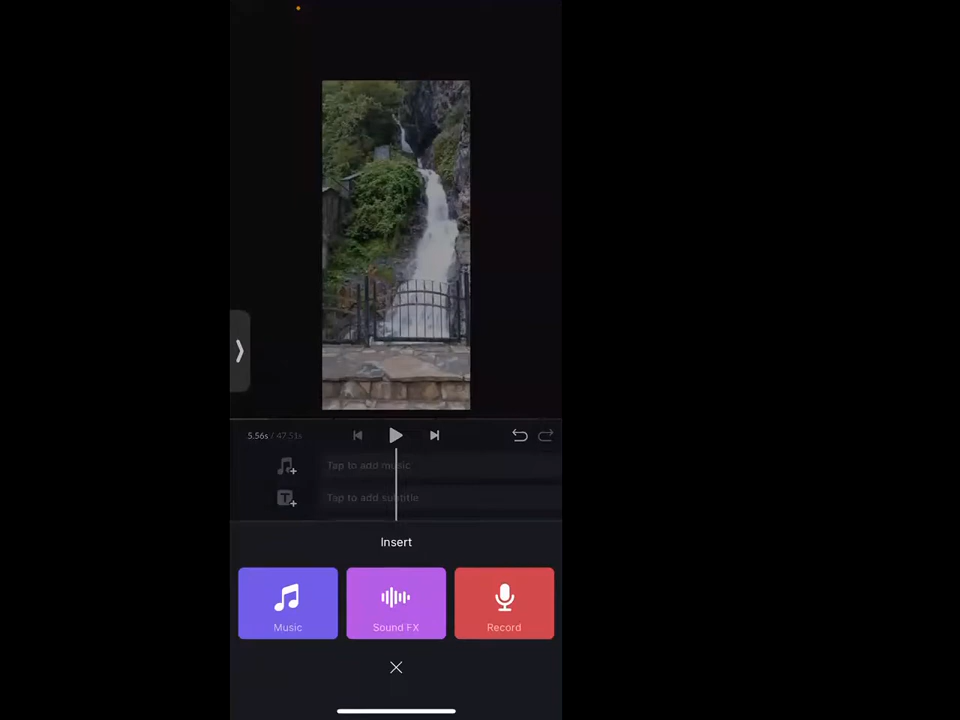 5.56s / 47.51s
Tap to add music
Tap to add subtitle
Insert
Music
Sound FX
Record